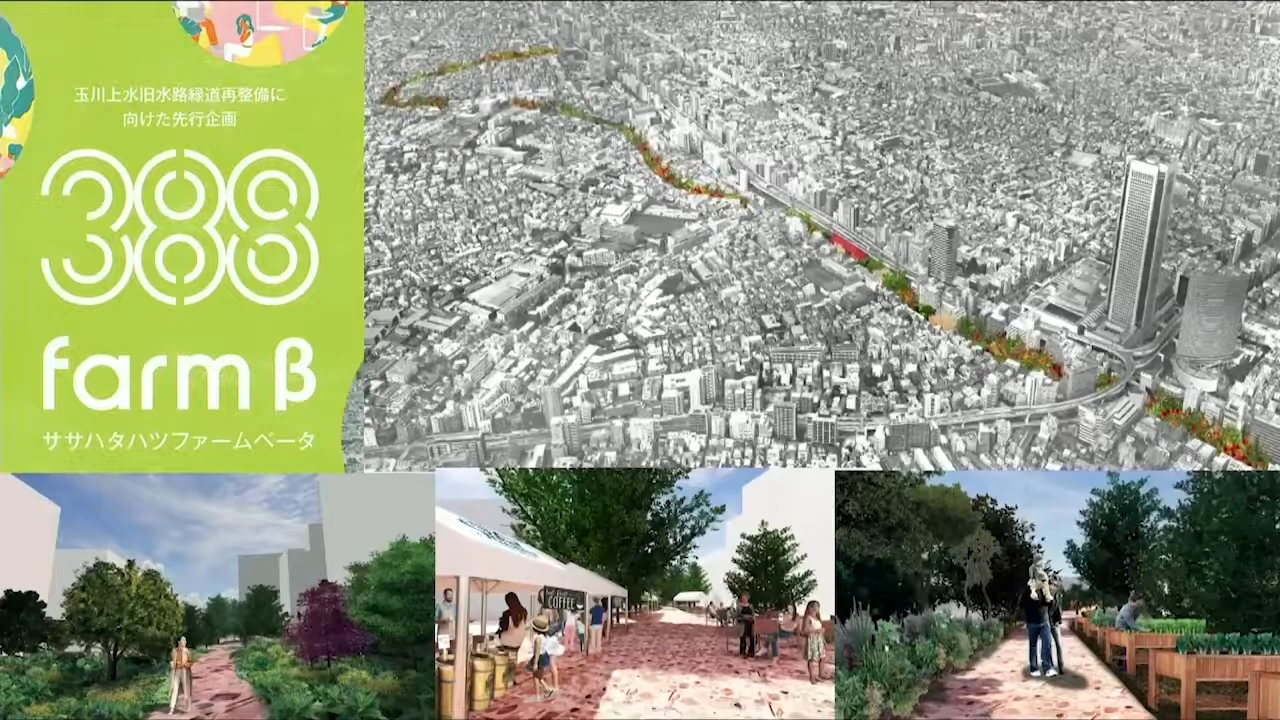 玉川上水旧水路緑道再整備に
向けた先行企画
388
farm β
ササハタハツファームベータ
COFFEE